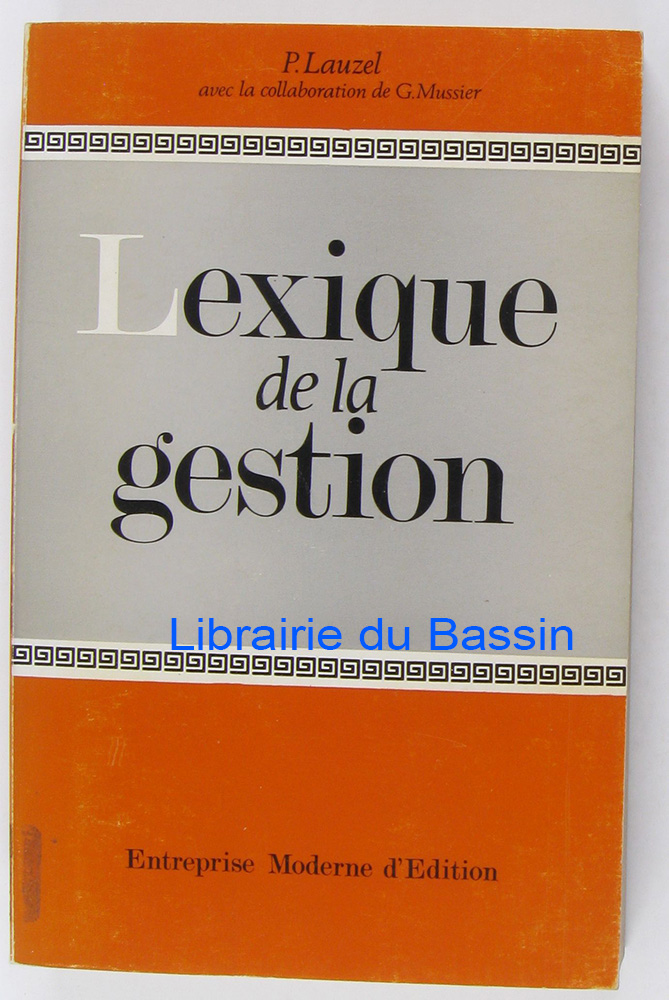 P. Lauzel
avec la collaboration de G. Mussier
Lexique
de la
gestion
Librairie du Bassin
Entreprise Moderne d'Edition